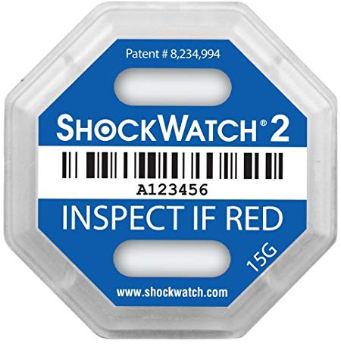 Patent # 8,234,994
SHOCKWATCH® 2
A123456
INSPECT IF RED
15G
www.shockwatch.com